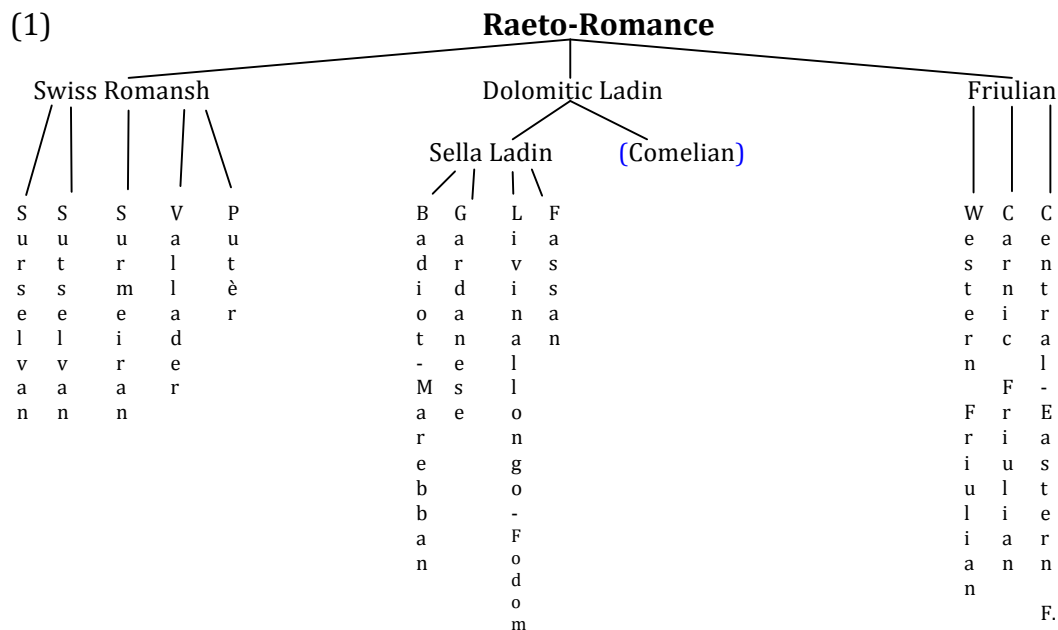 (1)
Raeto-Romance
Swiss Romansh
Dolomitic Ladin
Friulian
Sella Ladin
(Comelian)
Surselvan
Sutselvan
Surmeiran
Vallader
Putèr
Badiot-Marebban
Gardanese
Livinallongo-Fodom
Fassan
Western Friulian
Carnic Friulian
Central-Eastern F.